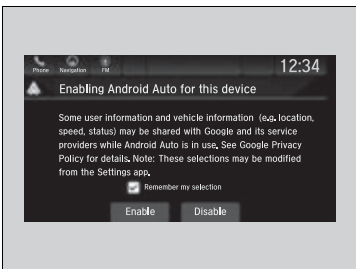 Phone Navigation FM 12:34
Enabling Android Auto for this device
Some user information and vehicle information (e.g. location,
speed, status) may be shared with Google and its service
providers while Android Auto is in use. See Google Privacy
Policy for details. Note: These selections may be modified
from the Settings app.
Remember my selection
Enable Disable